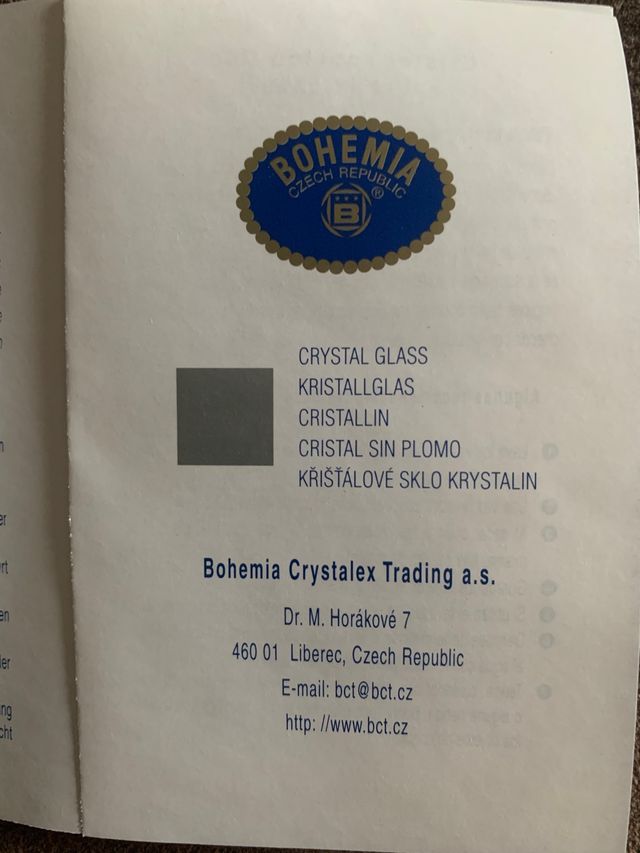 BOHEMIA
CZECH REPUBLIC
®
B
CRYSTAL GLASS
KRISTALLGLAS
CRISTALLIN
CRISTAL SIN PLOMO
KŘIŠŤÁLOVÉ SKLO KRYSTALIN
Bohemia Crystalex Trading a.s.
Dr. M. Horákové 7
460 01 Liberec, Czech Republic
E-mail: bct@bct.cz
http: //www.bct.cz